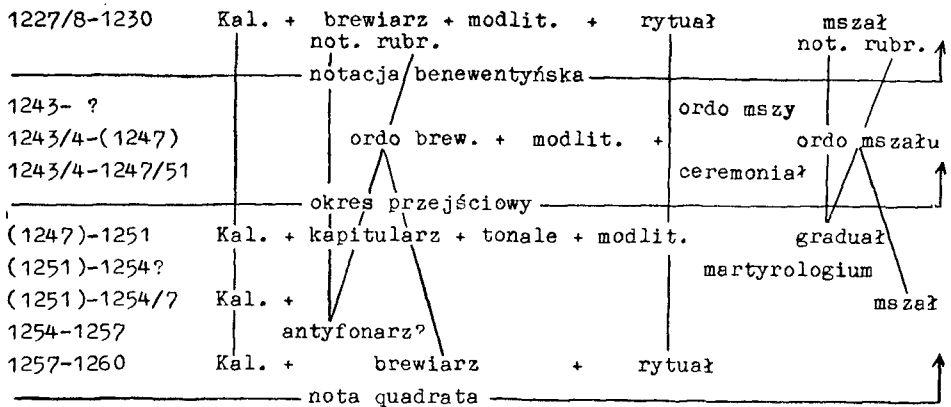 1227/8-1230 Kal. + brewiarz + modlit. + rytuał mszał
not. rubr. not. rubr.
notacja benewentyńska
1243- ? ordo mszy
1243/4-(1247) ordo brew. + modlit. + ordo mszału
1243/4-1247/51 ceremoniał
okres przejściowy
(1247)-1251 Kal. + kapitularz + tonale + modlit. graduał
(1251)-1254? martyrologium
(1251)-1254/7 Kal. + mszał
1254-1257 antyfonarz?
1257-1260 Kal. + brewiarz + rytuał
nota quadrata